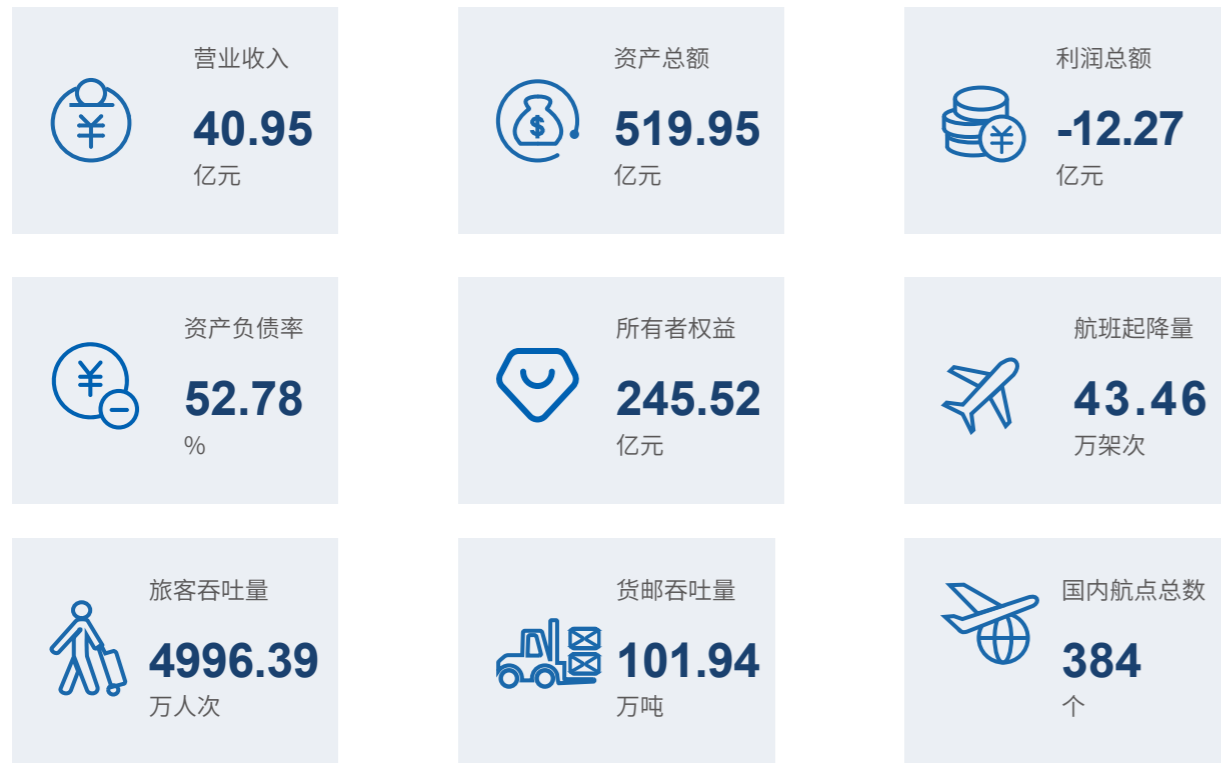 营业收入
40.95
亿元
资产总额
519.95
亿元
利润总额
-12.27
亿元
资产负债率
52.78
%
所有者权益
245.52
亿元
航班起降量
43.46
万架次
旅客吞吐量
4996.39
万人次
货邮吞吐量
101.94
万吨
国内航点总数
384
个